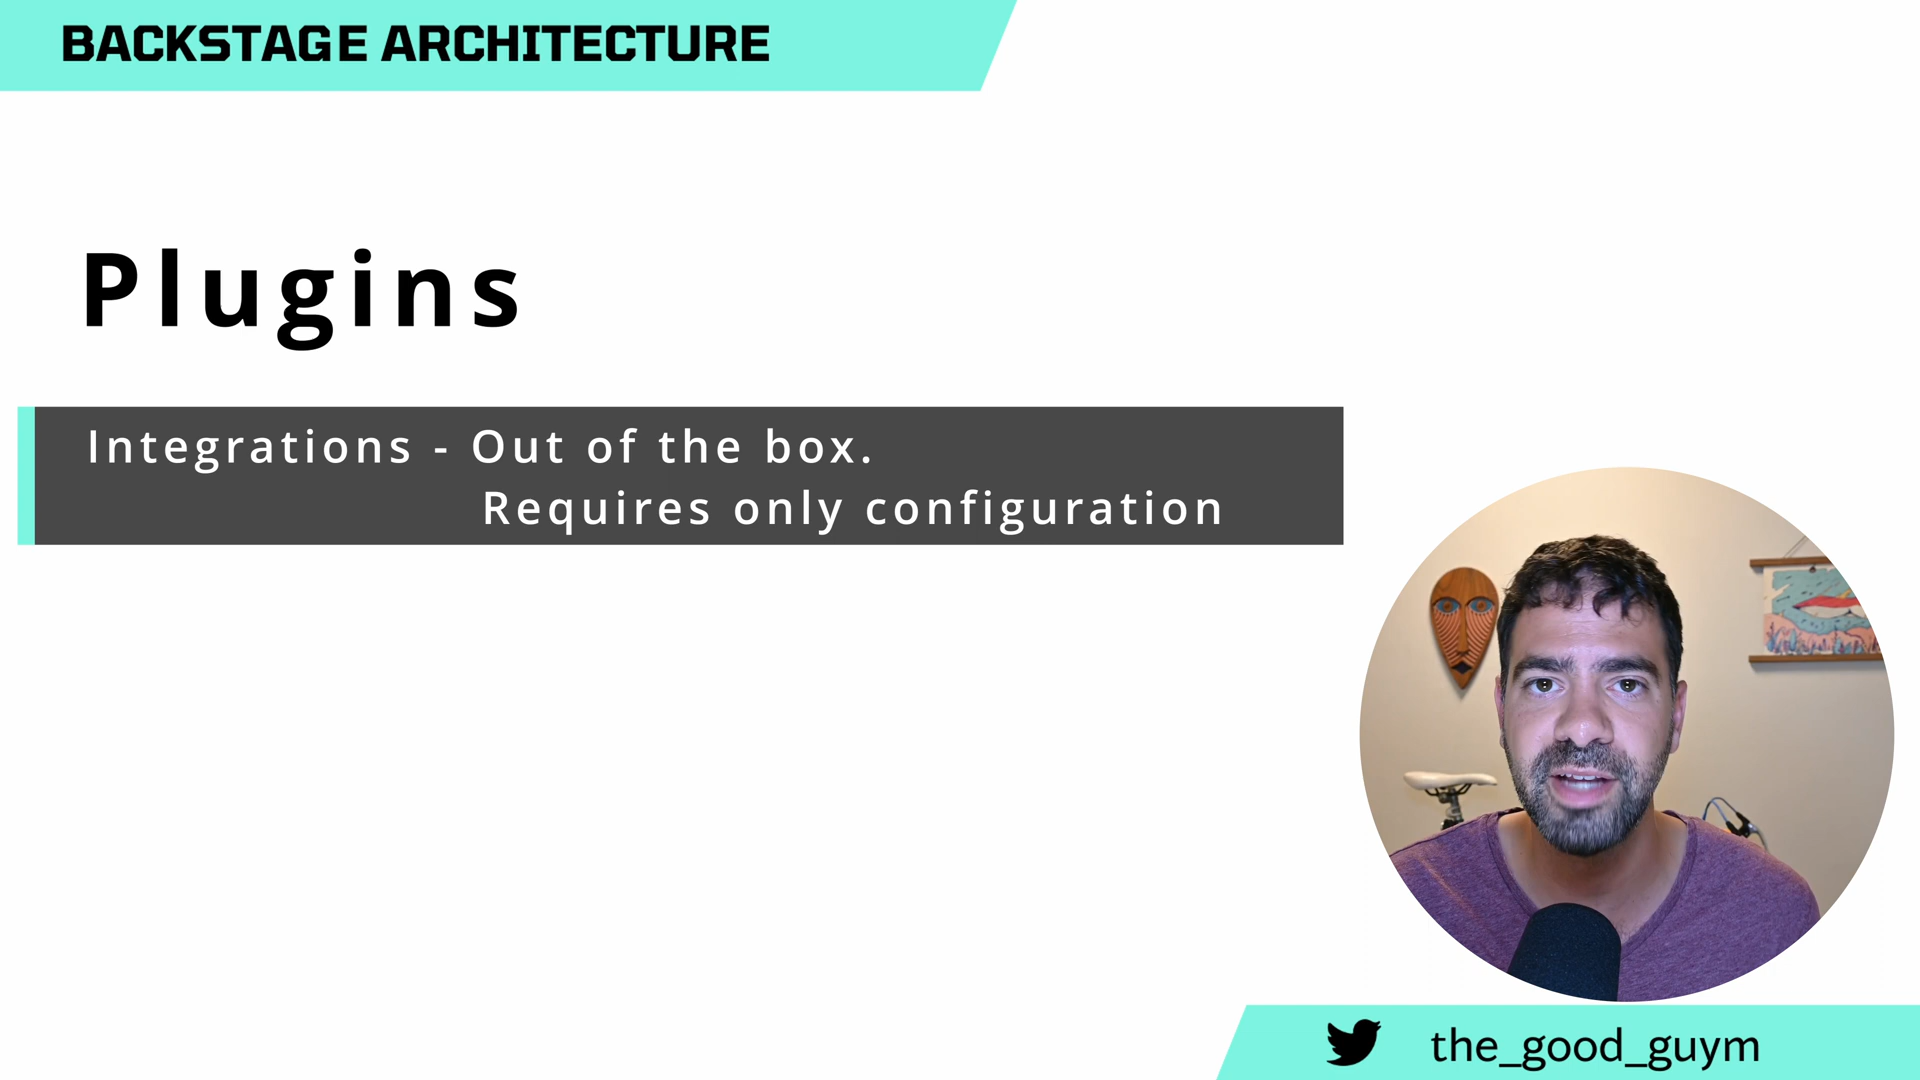 BACKSTAGE ARCHITECTURE
Plugins
Integrations - Out of the box.
Requires only configuration
the_good_guym